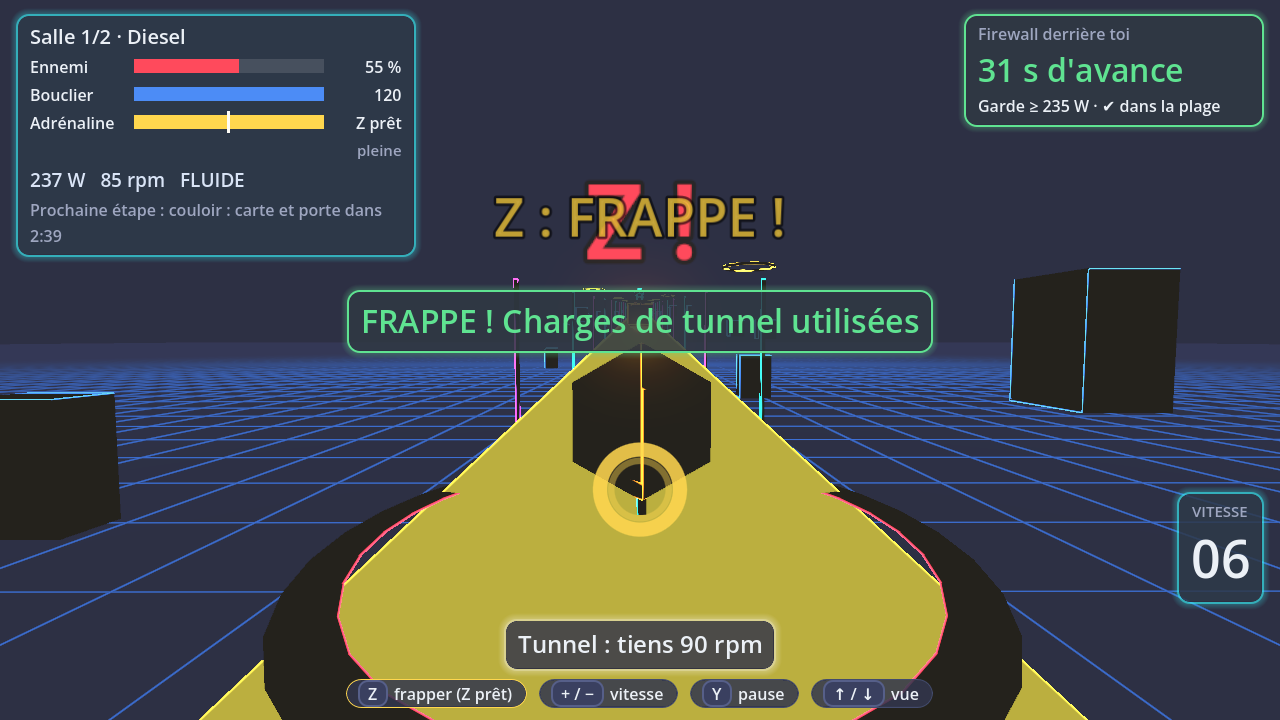 Salle 1/2 · Diesel
Ennemi 55 %
Bouclier 120
Adrénaline Z prêt
pleine
237 W 85 rpm FLUIDE
Prochaine étape : couloir : carte et porte dans
2:39
Firewall derrière toi
31 s d'avance
Garde ≥ 235 W · ✔ dans la plage
Z !
Z : FRAPPE !
FRAPPE ! Charges de tunnel utilisées
VITESSE
06
Tunnel : tiens 90 rpm
Z frapper (Z prêt) + / − vitesse Y pause ↑ / ↓ vue